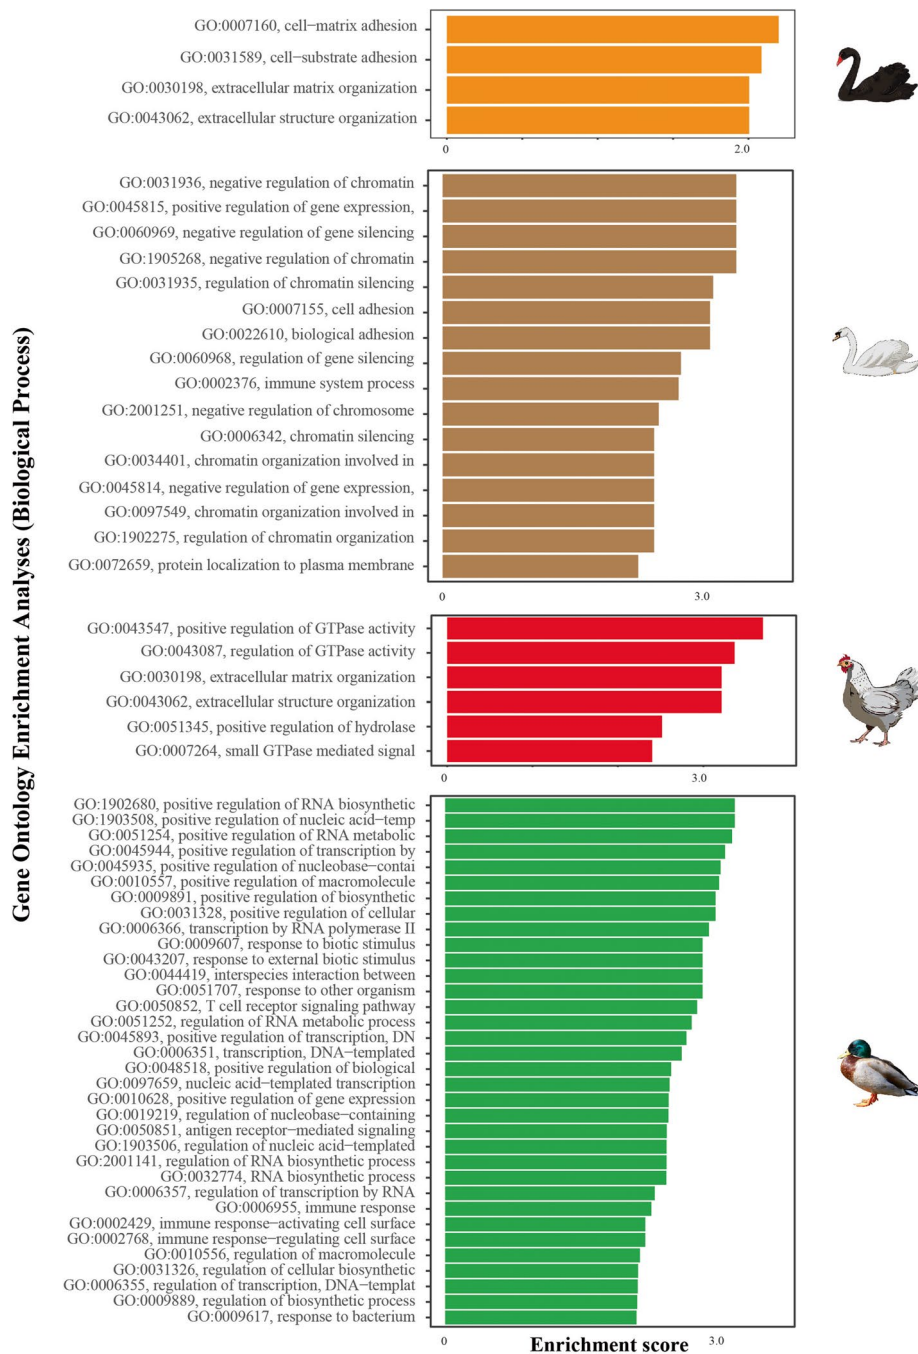 Gene Ontology Enrichment Analyses (Biological Process)
GO:0007160, cell−matrix adhesion
GO:0031589, cell−substrate adhesion
GO:0030198, extracellular matrix organization
GO:0043062, extracellular structure organization
0
2.0
GO:0031936, negative regulation of chromatin
GO:0045815, positive regulation of gene expression,
GO:0060969, negative regulation of gene silencing
GO:1905268, negative regulation of chromatin
GO:0031935, regulation of chromatin silencing
GO:0007155, cell adhesion
GO:0022610, biological adhesion
GO:0060968, regulation of gene silencing
GO:0002376, immune system process
GO:2001251, negative regulation of chromosome
GO:0006342, chromatin silencing
GO:0034401, chromatin organization involved in
GO:0045814, negative regulation of gene expression,
GO:0097549, chromatin organization involved in
GO:1902275, regulation of chromatin organization
GO:0072659, protein localization to plasma membrane
0
3.0
GO:0043547, positive regulation of GTPase activity
GO:0043087, regulation of GTPase activity
GO:0030198, extracellular matrix organization
GO:0043062, extracellular structure organization
GO:0051345, positive regulation of hydrolase
GO:0007264, small GTPase mediated signal
0
3.0
GO:1902680, positive regulation of RNA biosynthetic
GO:1903508, positive regulation of nucleic acid−temp
GO:0051254, positive regulation of RNA metabolic
GO:0045944, positive regulation of transcription by
GO:0045935, positive regulation of nucleobase−contai
GO:0010557, positive regulation of macromolecule
GO:0009891, positive regulation of biosynthetic
GO:0031328, positive regulation of cellular
GO:0006366, transcription by RNA polymerase II
GO:0009607, response to biotic stimulus
GO:0043207, response to external biotic stimulus
GO:0044419, interspecies interaction between
GO:0051707, response to other organism
GO:0050852, T cell receptor signaling pathway
GO:0051252, regulation of RNA metabolic process
GO:0045893, positive regulation of transcription, DN
GO:0006351, transcription, DNA−templated
GO:0048518, positive regulation of biological
GO:0097659, nucleic acid−templated transcription
GO:0010628, positive regulation of gene expression
GO:0019219, regulation of nucleobase−containing
GO:0050851, antigen receptor−mediated signaling
GO:1903506, regulation of nucleic acid−templated
GO:2001141, regulation of RNA biosynthetic process
GO:0032774, RNA biosynthetic process
GO:0006357, regulation of transcription by RNA
GO:0006955, immune response
GO:0002429, immune response−activating cell surface
GO:0002768, immune response−regulating cell surface
GO:0010556, regulation of macromolecule
GO:0031326, regulation of cellular biosynthetic
GO:0006355, regulation of transcription, DNA−templat
GO:0009889, regulation of biosynthetic process
GO:0009617, response to bacterium
0
3.0
Enrichment score